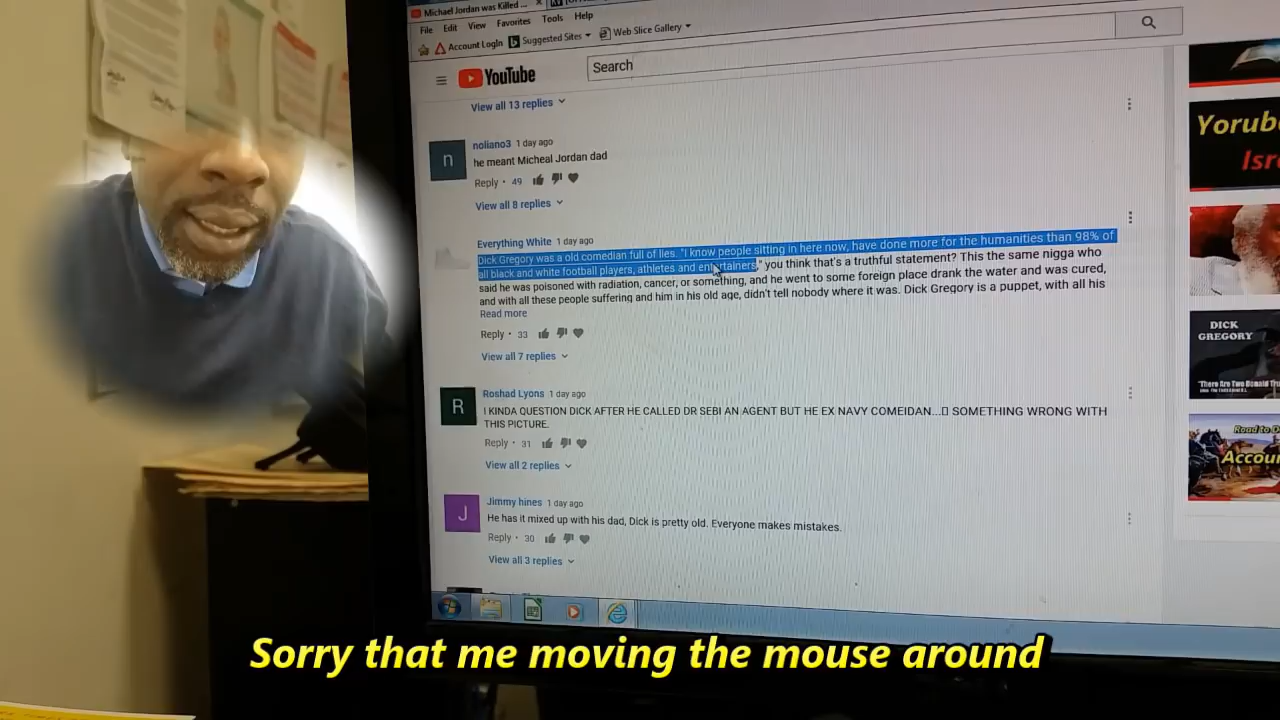 Michael Jordan was Killed ...
File Edit View Favorites Tools Help
Account LogIn Suggested Sites Web Slice Gallery
YouTube
Search
View all 13 replies
n
noliano3 1 day ago
he meant Micheal Jordan dad
Reply • 49
View all 8 replies
Everything White 1 day ago
Dick Gregory was a old comedian full of lies. "I know people sitting in here now, have done more for the humanities than 98% of
all black and white football players, athletes and entertainers," you think that's a truthful statement? This the same nigga who
said he was poisoned with radiation, cancer, or something, and he went to some foreign place drank the water and was cured,
and with all these people suffering and him in his old age, didn't tell nobody where it was. Dick Gregory is a puppet, with all his
Read more
Reply • 33
View all 7 replies
R
Roshad Lyons 1 day ago
I KINDA QUESTION DICK AFTER HE CALLED DR SEBI AN AGENT BUT HE EX NAVY COMEIDAN... SOMETHING WRONG WITH
THIS PICTURE.
Reply • 31
View all 2 replies
J
Jimmy hines 1 day ago
He has it mixed up with his dad, Dick is pretty old. Everyone makes mistakes.
Reply • 30
View all 3 replies
Yorub
Isr
DICK
GREGORY
"There Are Two Donald Tru
Road to D
Accou
Sorry that me moving the mouse around